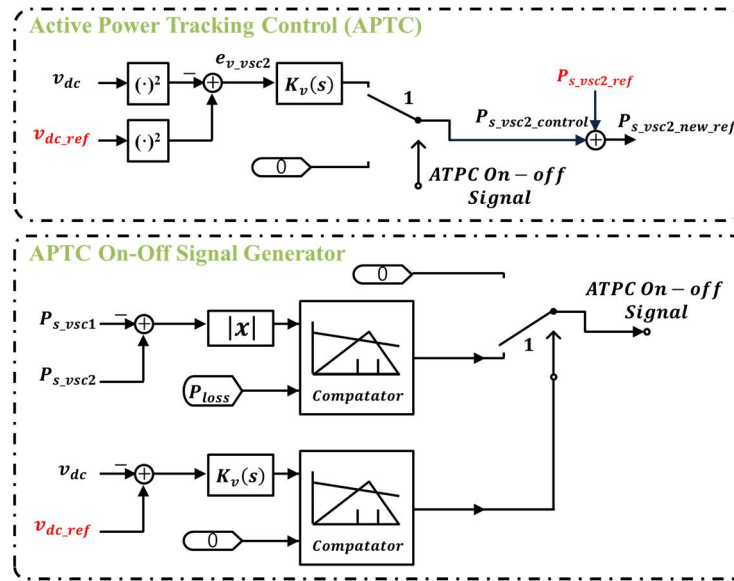 Active Power Tracking Control (APTC)
v_dc
(·)²
−
e_v_vsc2
K_v(s)
1
P_s_vsc2_ref
P_s_vsc2_control
P_s_vsc2_new_ref
v_dc_ref
(·)²
0
ATPC On − off
Signal
APTC On-Off Signal Generator
0
ATPC On − off
Signal
P_s_vsc1
−
|x|
1
P_s_vsc2
P_loss
Compatator
v_dc
−
K_v(s)
v_dc_ref
0
Compatator